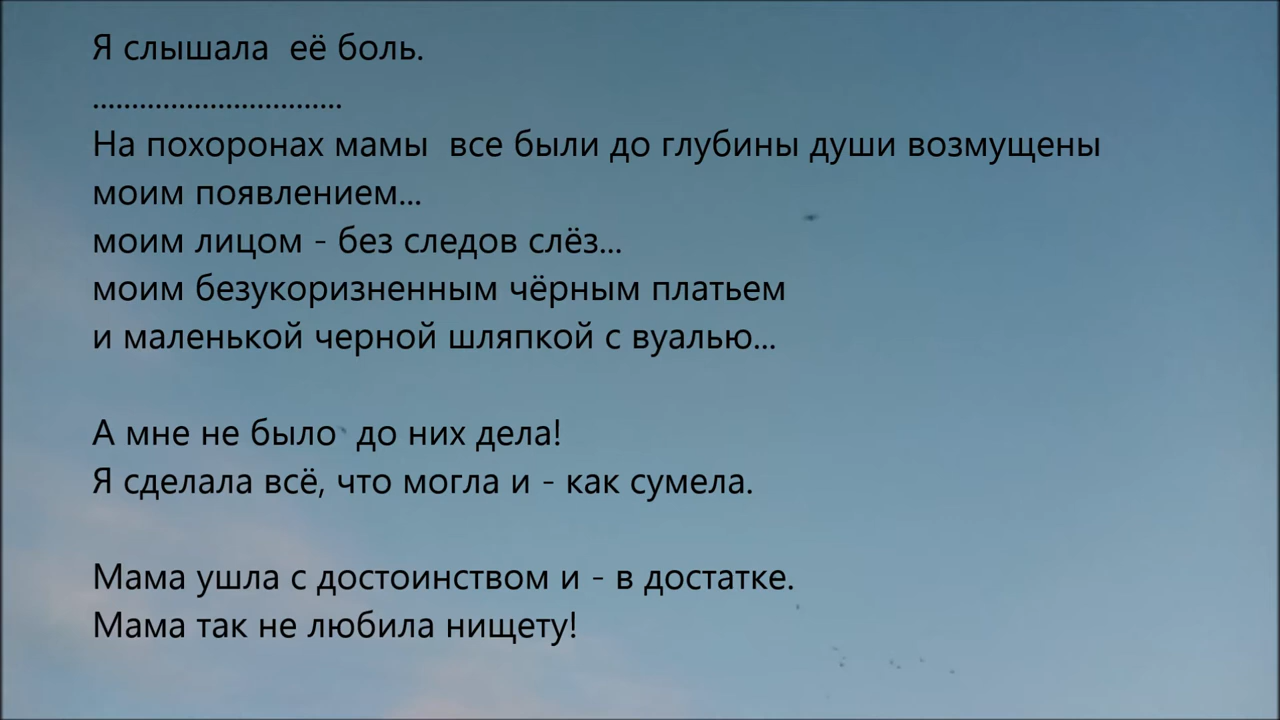 Я слышала её боль.
................................
На похоронах мамы все были до глубины души возмущены
моим появлением...
моим лицом - без следов слёз...
моим безукоризненным чёрным платьем
и маленькой черной шляпкой с вуалью...
А мне не было до них дела!
Я сделала всё, что могла и - как сумела.
Мама ушла с достоинством и - в достатке.
Мама так не любила нищету!